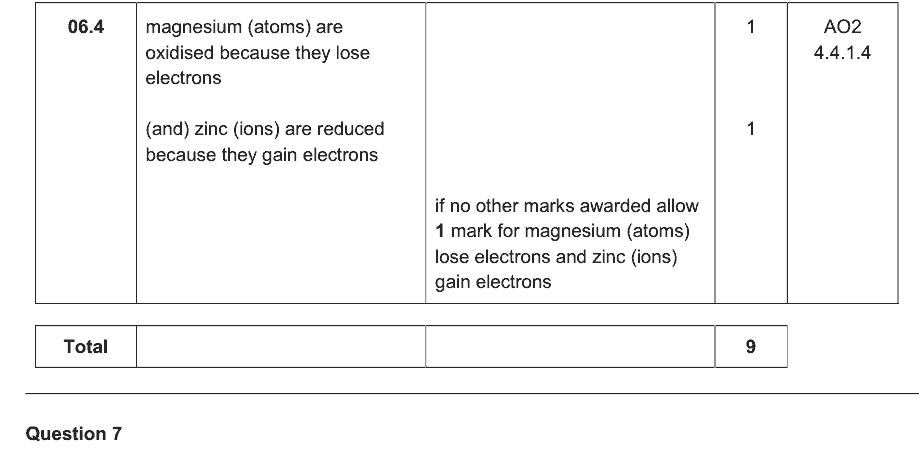 06.4 magnesium (atoms) are 1 AO2
oxidised because they lose 4.4.1.4
electrons
(and) zinc (ions) are reduced 1
because they gain electrons
if no other marks awarded allow
1 mark for magnesium (atoms)
lose electrons and zinc (ions)
gain electrons
Total 9
Question 7